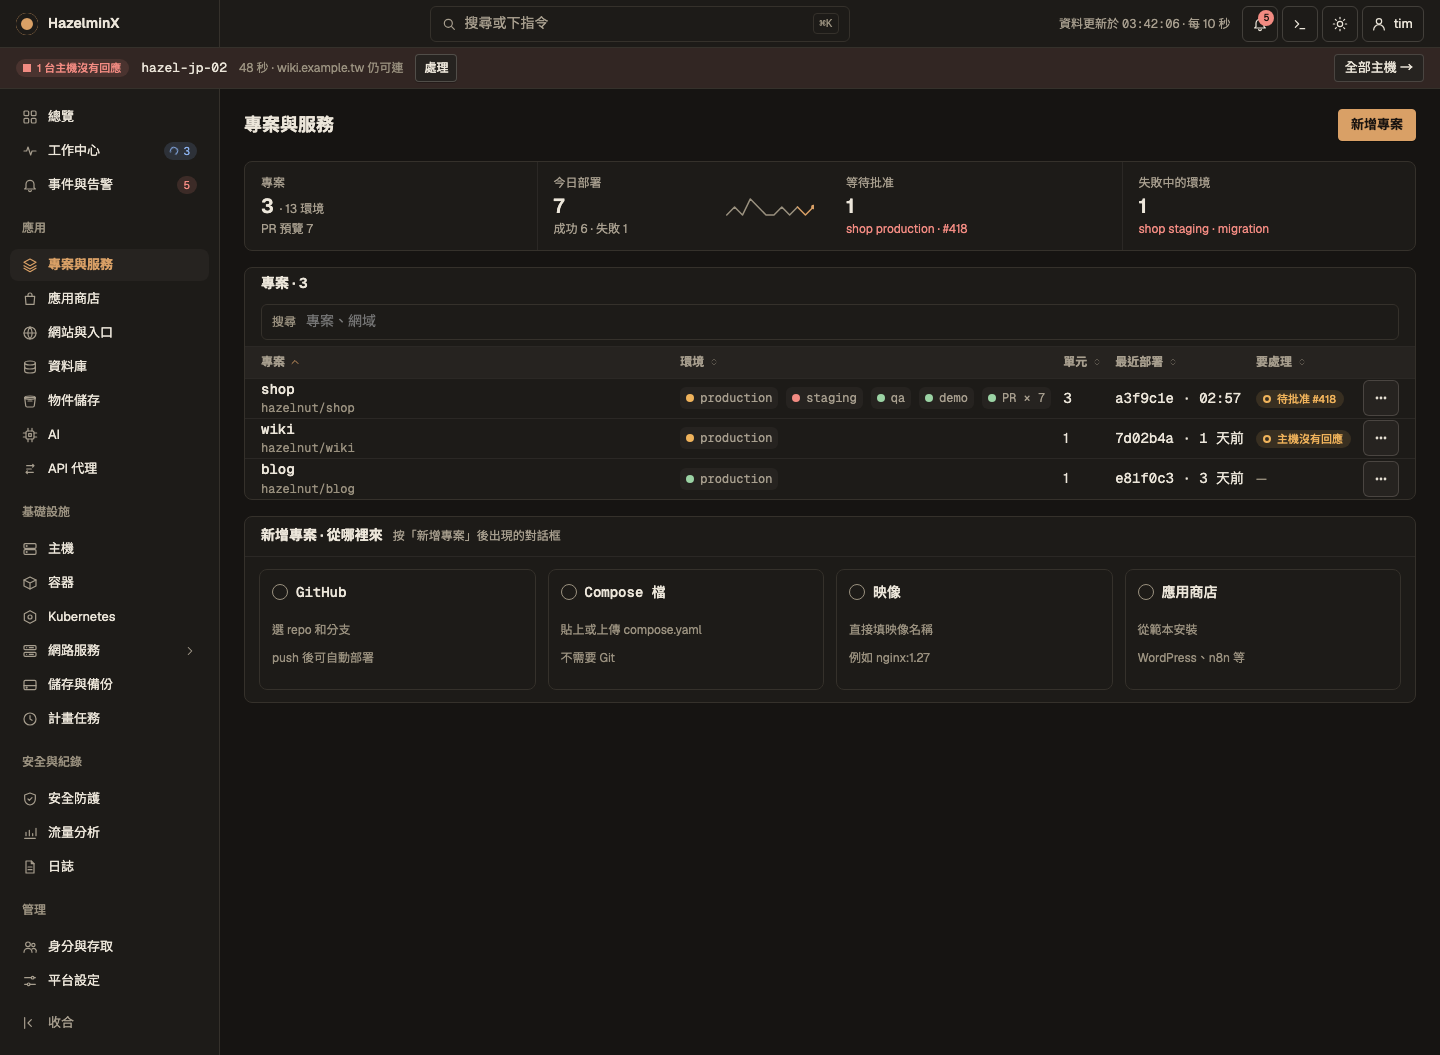 HazelminX
搜尋或下指令
⌘K
資料更新於 03:42:06 · 每 10 秒
5
tim
1 台主機沒有回應
hazel-jp-02
48 秒 · wiki.example.tw 仍可連
處理
全部主機 →
總覽
工作中心
3
事件與告警
5
應用
專案與服務
應用商店
網站與入口
資料庫
物件儲存
AI
API 代理
基礎設施
主機
容器
Kubernetes
網路服務
儲存與備份
計畫任務
安全與紀錄
安全防護
流量分析
日誌
管理
身分與存取
平台設定
收合
專案與服務
新增專案
專案
3 · 13 環境
PR 預覽 7
今日部署
7
成功 6 · 失敗 1
等待批准
1
shop production · #418
失敗中的環境
1
shop staging · migration
專案 · 3
搜尋 專案、網域
專案 環境 單元 最近部署 要處理
shop
hazelnut/shop
production staging qa demo PR × 7
3
a3f9c1e · 02:57
待批准 #418
wiki
hazelnut/wiki
production
1
7d02b4a · 1 天前
主機沒有回應
blog
hazelnut/blog
production
1
e81f0c3 · 3 天前
—
新增專案 · 從哪裡來 按「新增專案」後出現的對話框
GitHub
選 repo 和分支
push 後可自動部署
Compose 檔
貼上或上傳 compose.yaml
不需要 Git
映像
直接填映像名稱
例如 nginx:1.27
應用商店
從範本安裝
WordPress、n8n 等